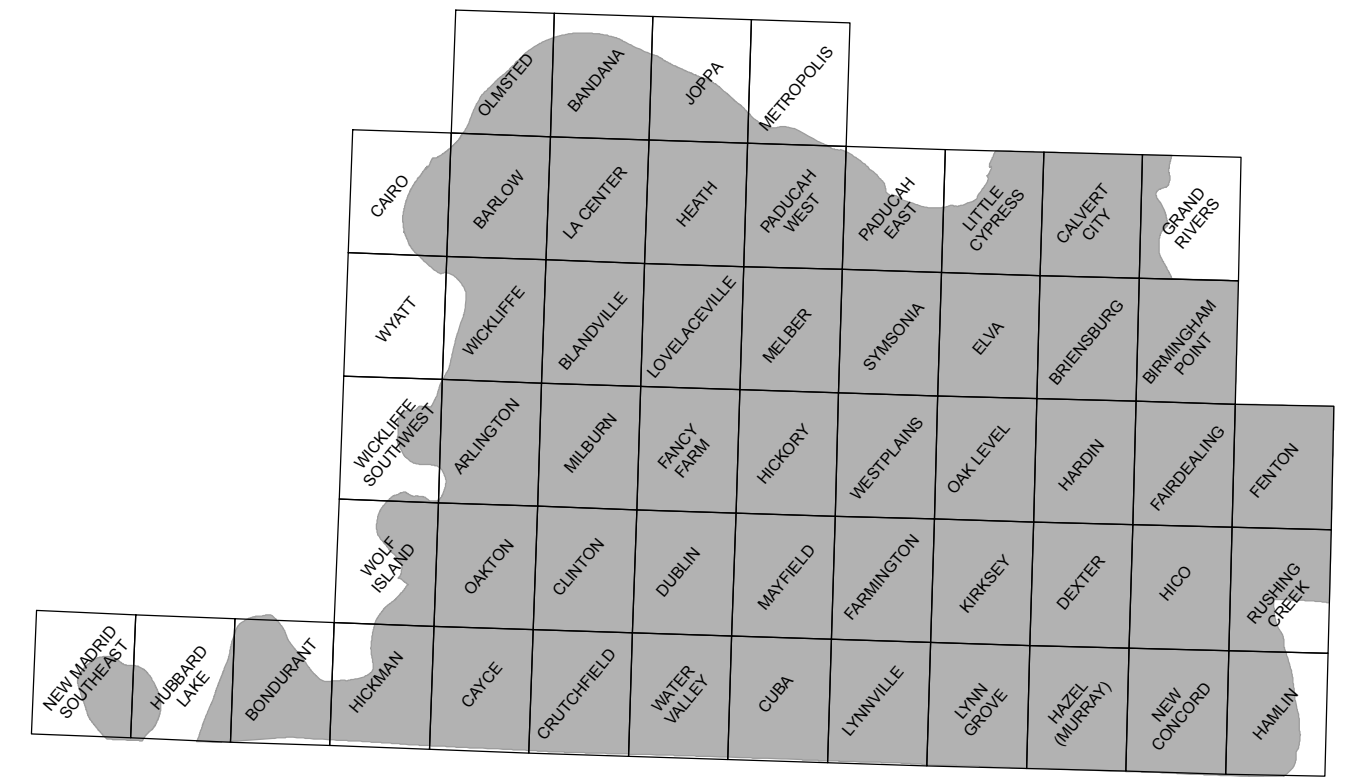 OLMSTED
BANDANA
JOPPA
METROPOLIS
CAIRO
BARLOW
LA CENTER
HEATH
PADUCAH
WEST
PADUCAH
EAST
LITTLE
CYPRESS
CALVERT
CITY
GRAND
RIVERS
WYATT
WICKLIFFE
BLANDVILLE
LOVELACEVILLE
MELBER
SYMSONIA
ELVA
BRIENSBURG
BIRMINGHAM
POINT
WICKLIFFE
SOUTHWEST
ARLINGTON
MILBURN
FANCY
FARM
HICKORY
WESTPLAINS
OAK LEVEL
HARDIN
FAIRDEALING
FENTON
WOLF
ISLAND
OAKTON
CLINTON
DUBLIN
MAYFIELD
FARMINGTON
KIRKSEY
DEXTER
HICO
RUSHING
CREEK
NEW MADRID
SOUTHEAST
HUBBARD
LAKE
BONDURANT
HICKMAN
CAYCE
CRUTCHFIELD
WATER
VALLEY
CUBA
LYNNVILLE
LYNN
GROVE
HAZEL
(MURRAY)
NEW
CONCORD
HAMLIN